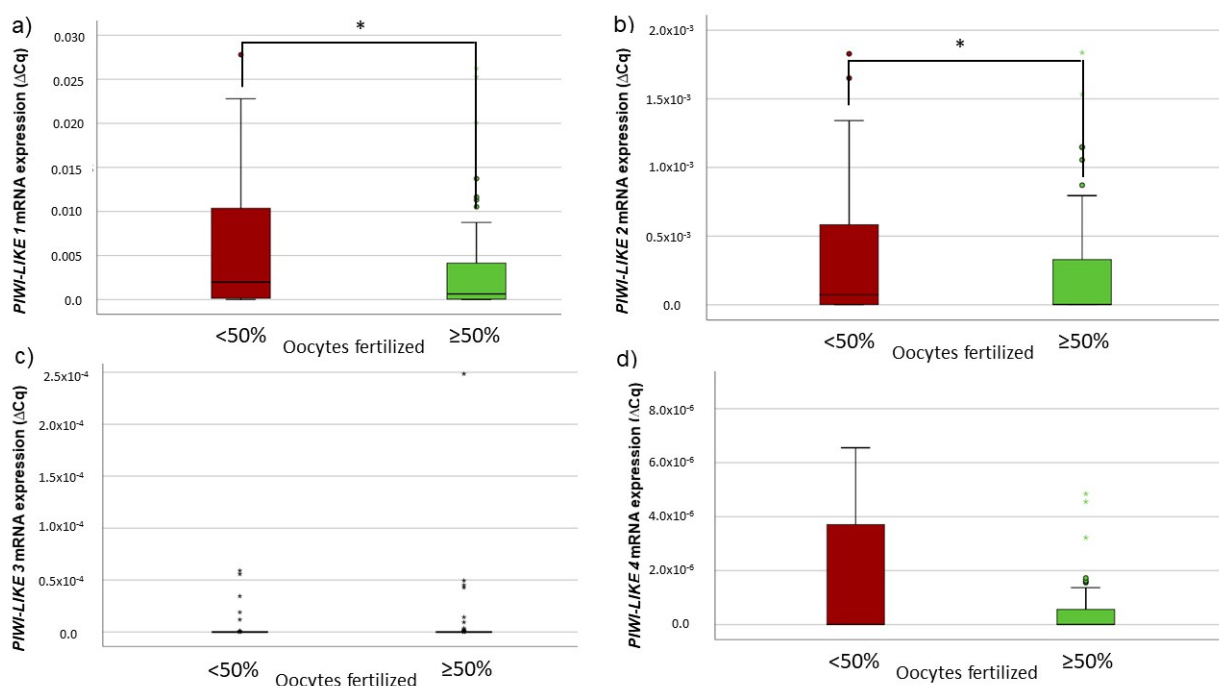 a)
PIWI-LIKE 1 mRNA expression (ΔCq)
0.030
0.025
0.020
0.015
0.010
0.005
0.0
*
<50%
Oocytes fertilized
≥50%
b)
PIWI-LIKE 2 mRNA expression (ΔCq)
2.0x10⁻³
1.5x10⁻³
1.0x10⁻³
0.5x10⁻³
0.0
*
<50%
Oocytes fertilized
≥50%
c)
PIWI-LIKE 3 mRNA expression (ΔCq)
2.5x10⁻⁴
2.0x10⁻⁴
1.5x10⁻⁴
1.0x10⁻⁴
0.5x10⁻⁴
0.0
<50%
Oocytes fertilized
≥50%
d)
PIWI-LIKE 4 mRNA expression (ΔCq)
8.0x10⁻⁶
6.0x10⁻⁶
4.0x10⁻⁶
2.0x10⁻⁶
0.0
<50%
Oocytes fertilized
≥50%